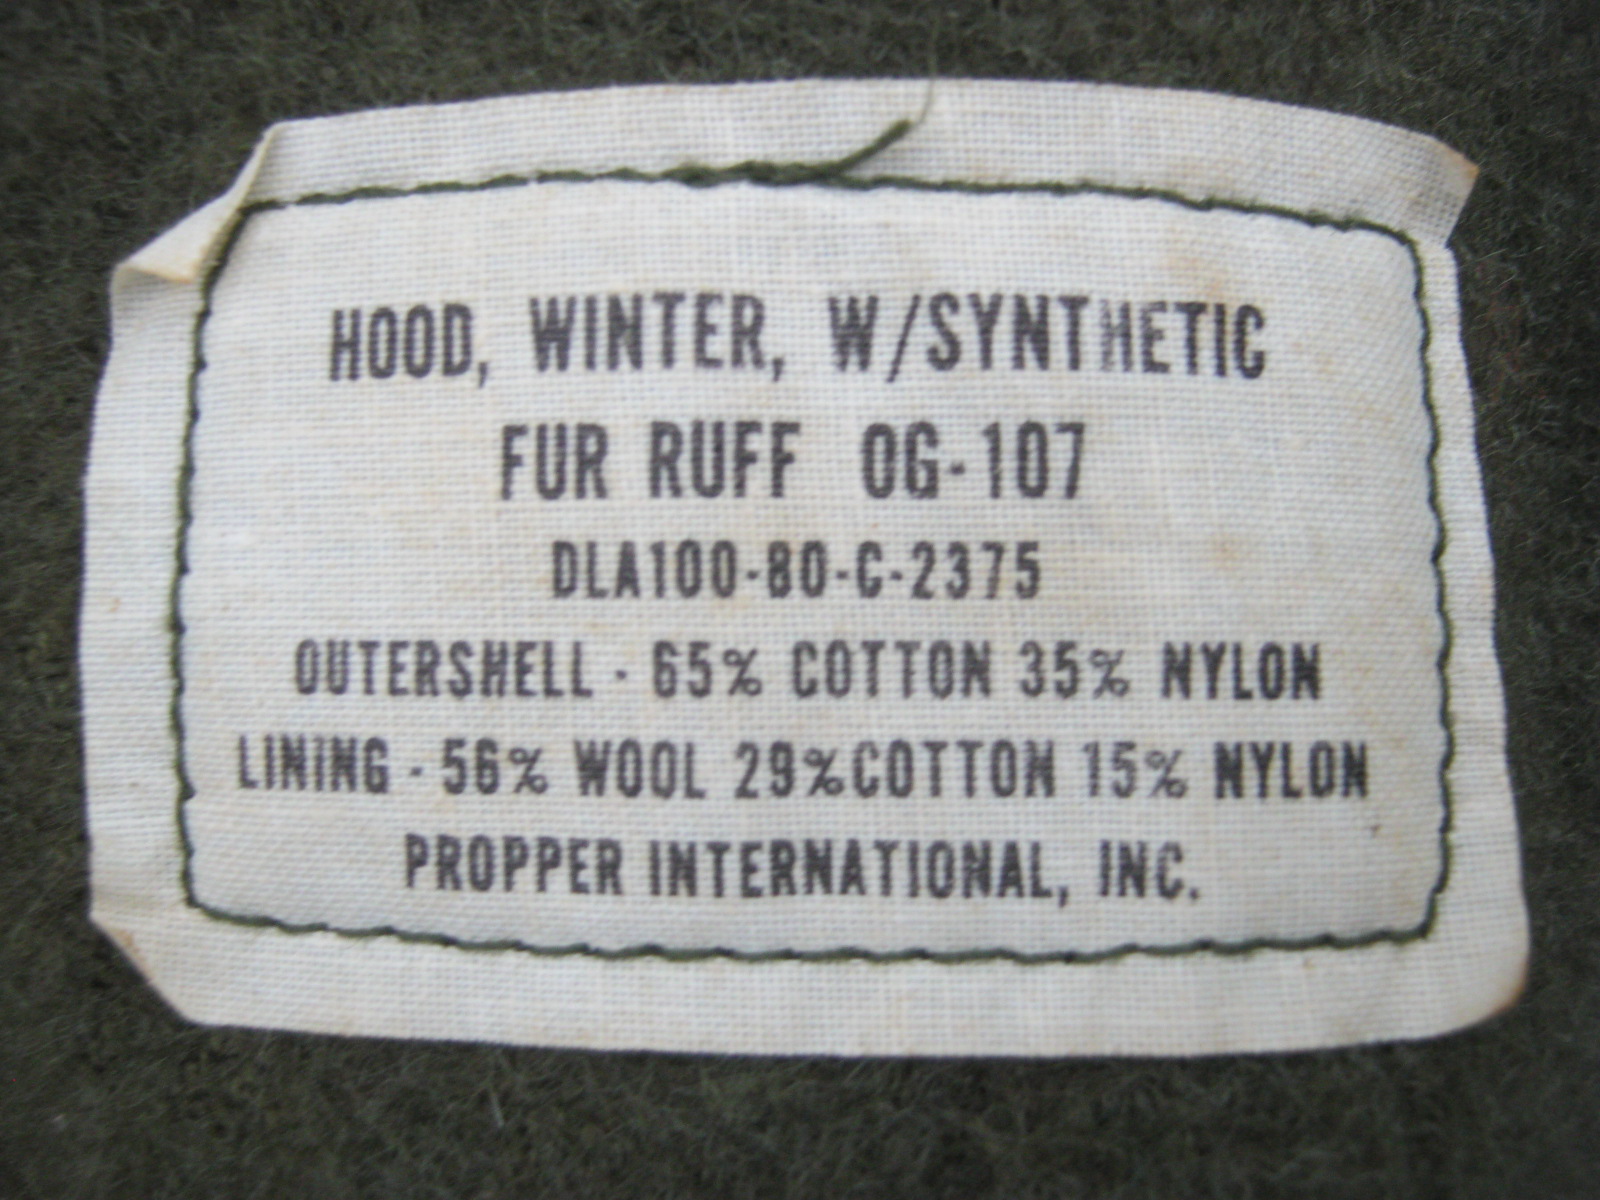 HOOD, WINTER, W/SYNTHETIC
FUR RUFF OG-107
DLA100-80-C-2375
OUTERSHELL - 65% COTTON 35% NYLON
LINING - 56% WOOL 29%COTTON 15% NYLON
PROPPER INTERNATIONAL, INC.